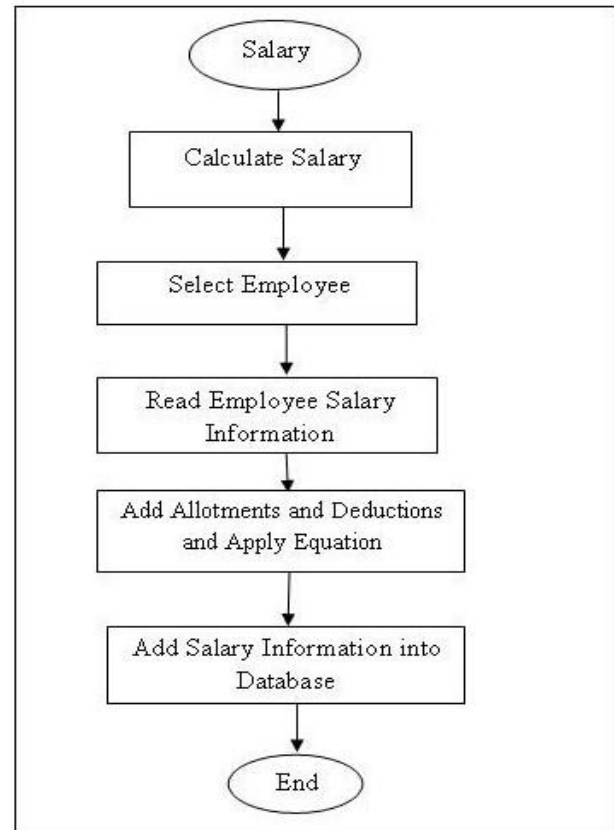 Salary
Calculate Salary
Select Employee
Read Employee Salary
Information
Add Allotments and Deductions
and Apply Equation
Add Salary Information into
Database
End